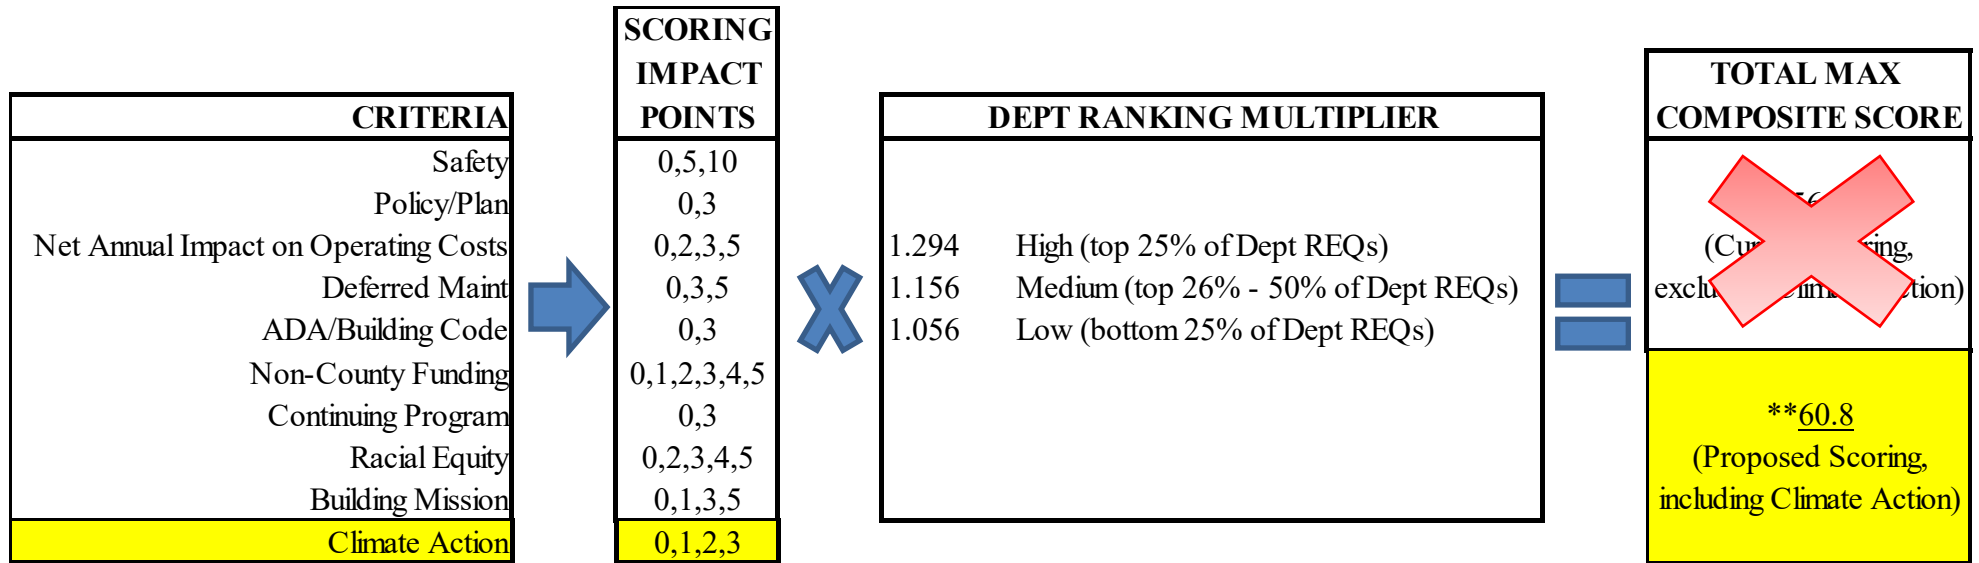 SCORING
IMPACT
POINTS
CRITERIA
Safety 0,5,10
Policy/Plan 0,3
Net Annual Impact on Operating Costs 0,2,3,5
Deferred Maint 0,3,5
ADA/Building Code 0,3
Non-County Funding 0,1,2,3,4,5
Continuing Program 0,3
Racial Equity 0,2,3,4,5
Building Mission 0,1,3,5
Climate Action 0,1,2,3
DEPT RANKING MULTIPLIER
1.294 High (top 25% of Dept REQs)
1.156 Medium (top 26% - 50% of Dept REQs)
1.056 Low (bottom 25% of Dept REQs)
TOTAL MAX
COMPOSITE SCORE
**60.8
(Proposed Scoring,
including Climate Action)